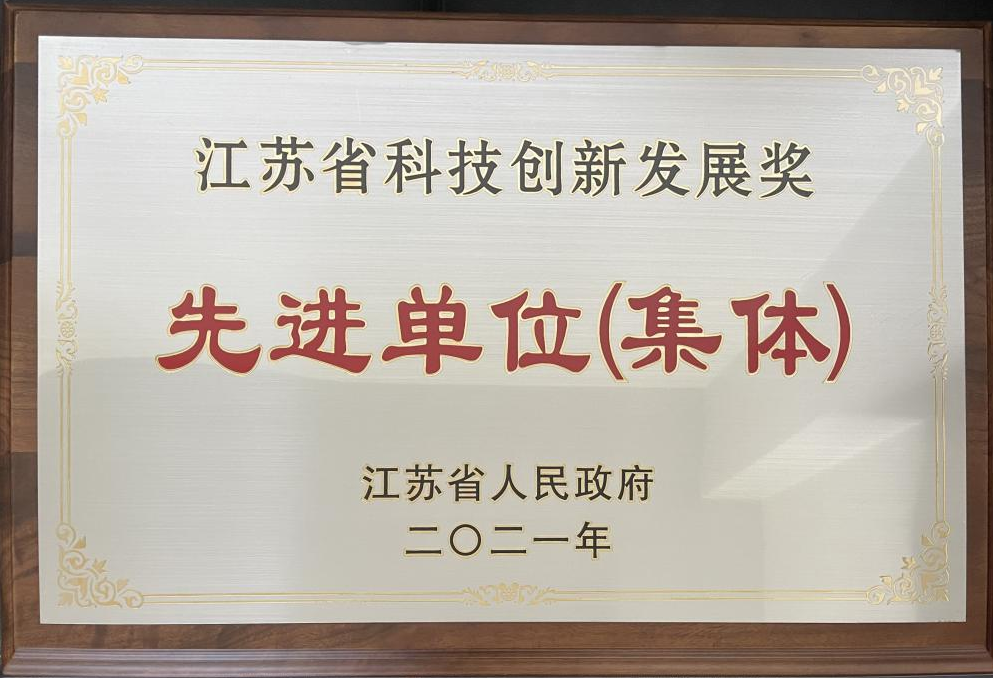 江苏省科技创新发展奖
先进单位(集体)
江苏省人民政府
二〇二一年